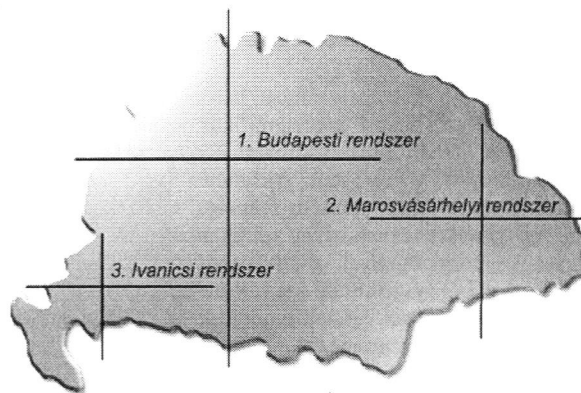 1. Budapesti rendszer
2. Marosvásárhelyi rendszer
3. Ivanicsi rendszer